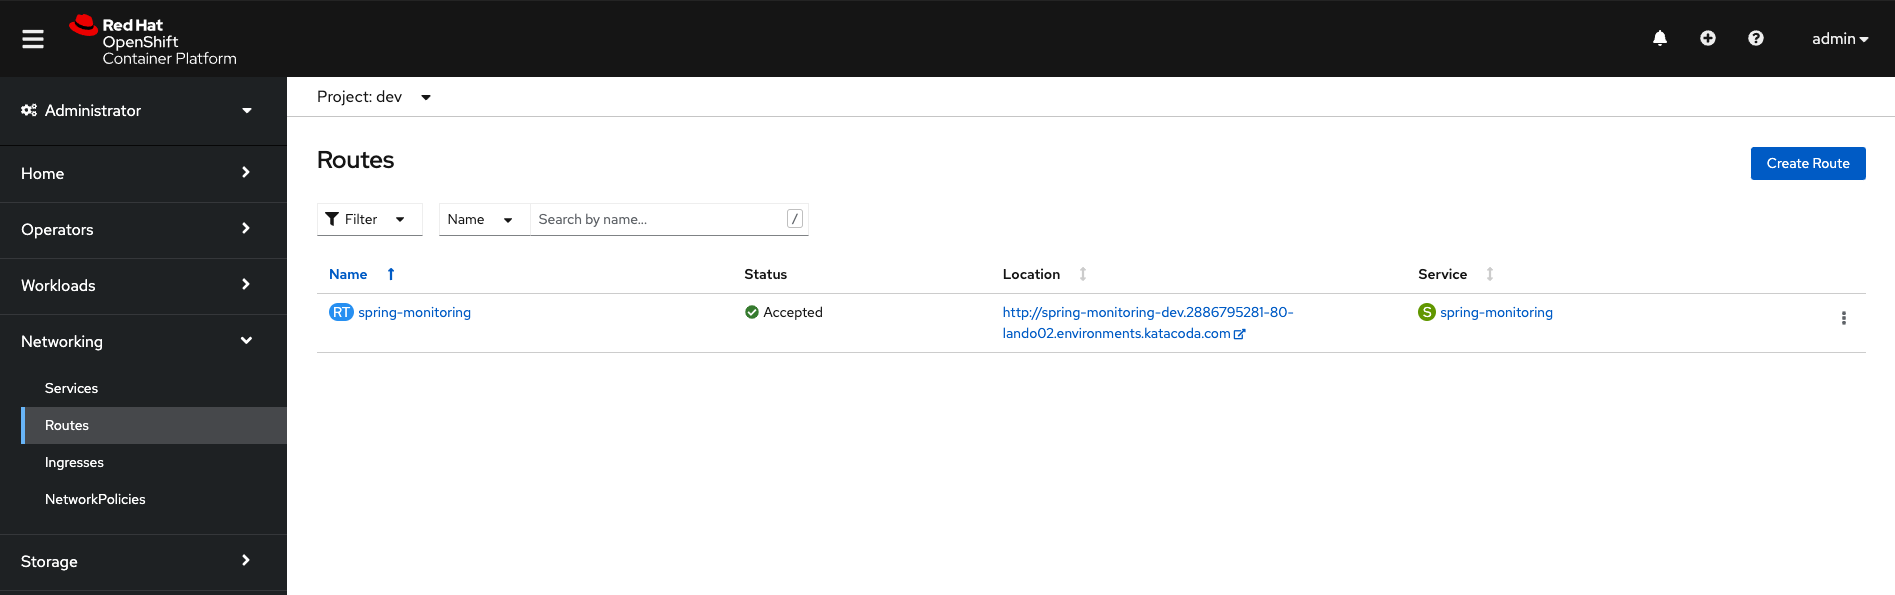 Red Hat
OpenShift
Container Platform
admin
Administrator
Home
Operators
Workloads
Networking
Services
Routes
Ingresses
NetworkPolicies
Storage
Project: dev
Routes
Create Route
Filter
Name
Search by name...
/
Name
Status
Location
Service
RT spring-monitoring
Accepted
http://spring-monitoring-dev.2886795281-80-
lando02.environments.katacoda.com
S spring-monitoring